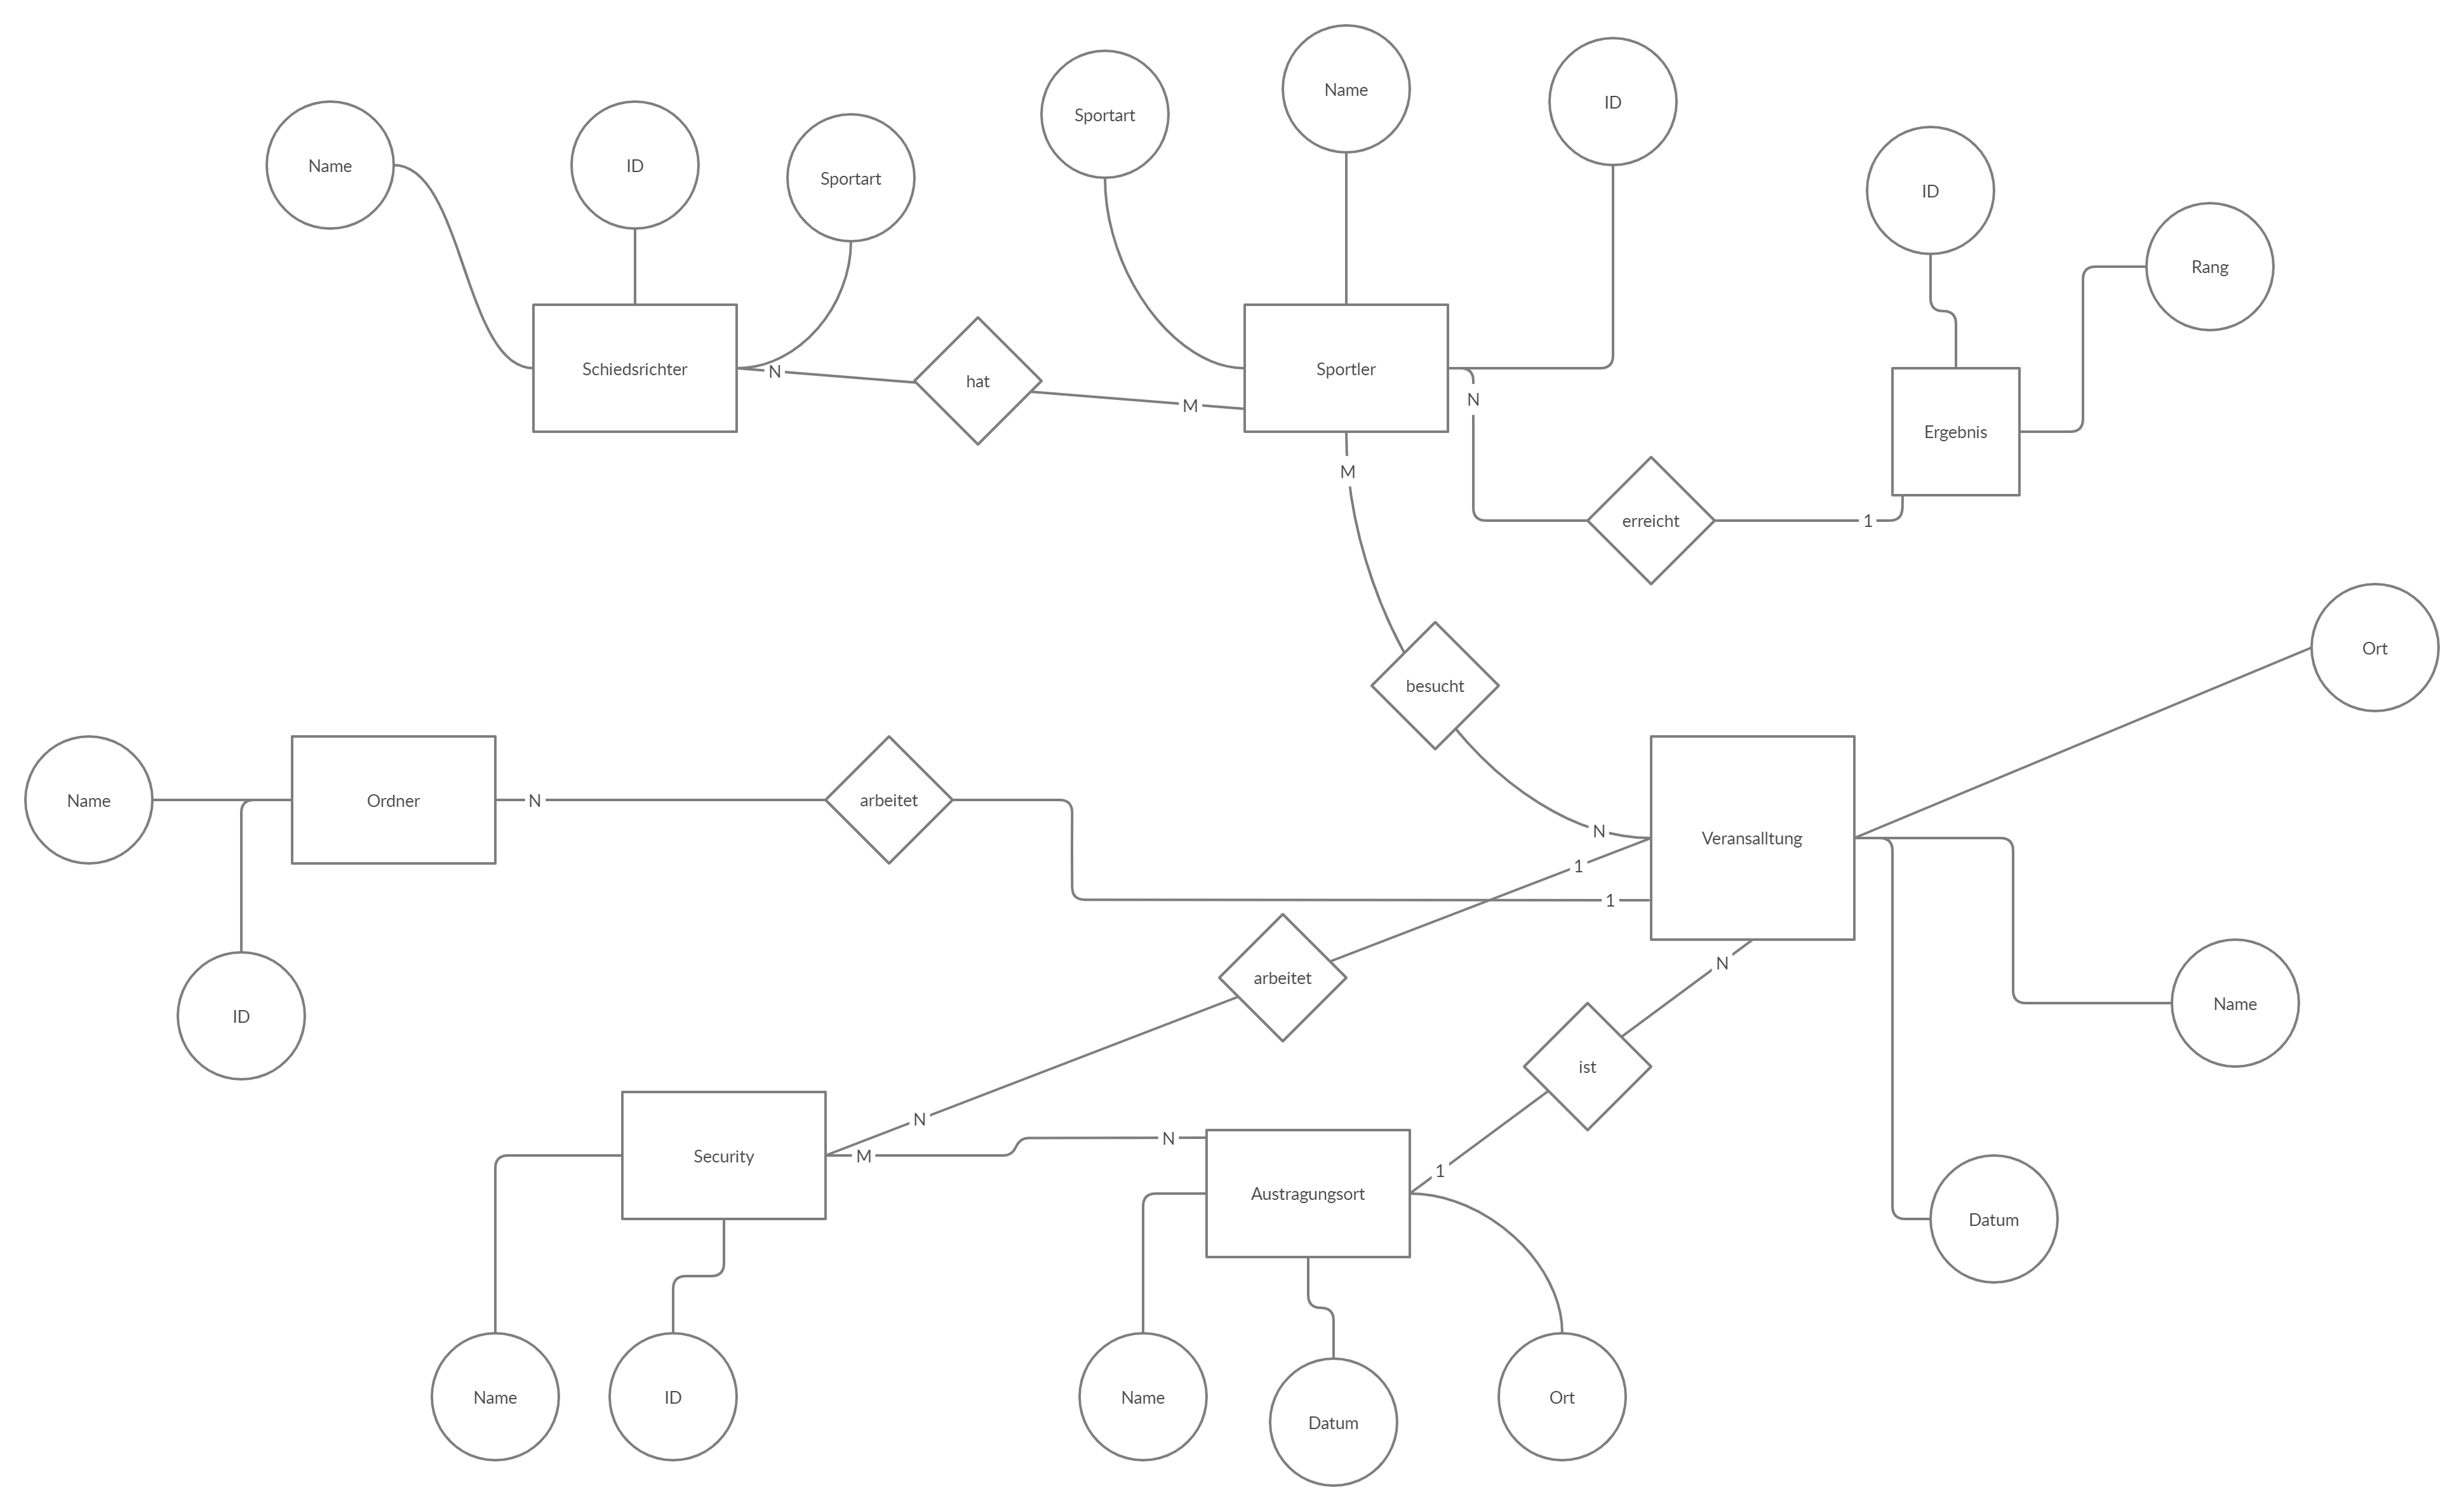 Name
ID
Sportart
Sportart
Name
ID
ID
Rang
Schiedsrichter
N
hat
M
Sportler
N
M
Ergebnis
erreicht
1
besucht
Ort
Name
Ordner
N
arbeitet
N
1
1
Veransalltung
ID
arbeitet
N
ist
Name
N
Security
M
N
Austragungsort
1
Datum
Name
ID
Name
Datum
Ort